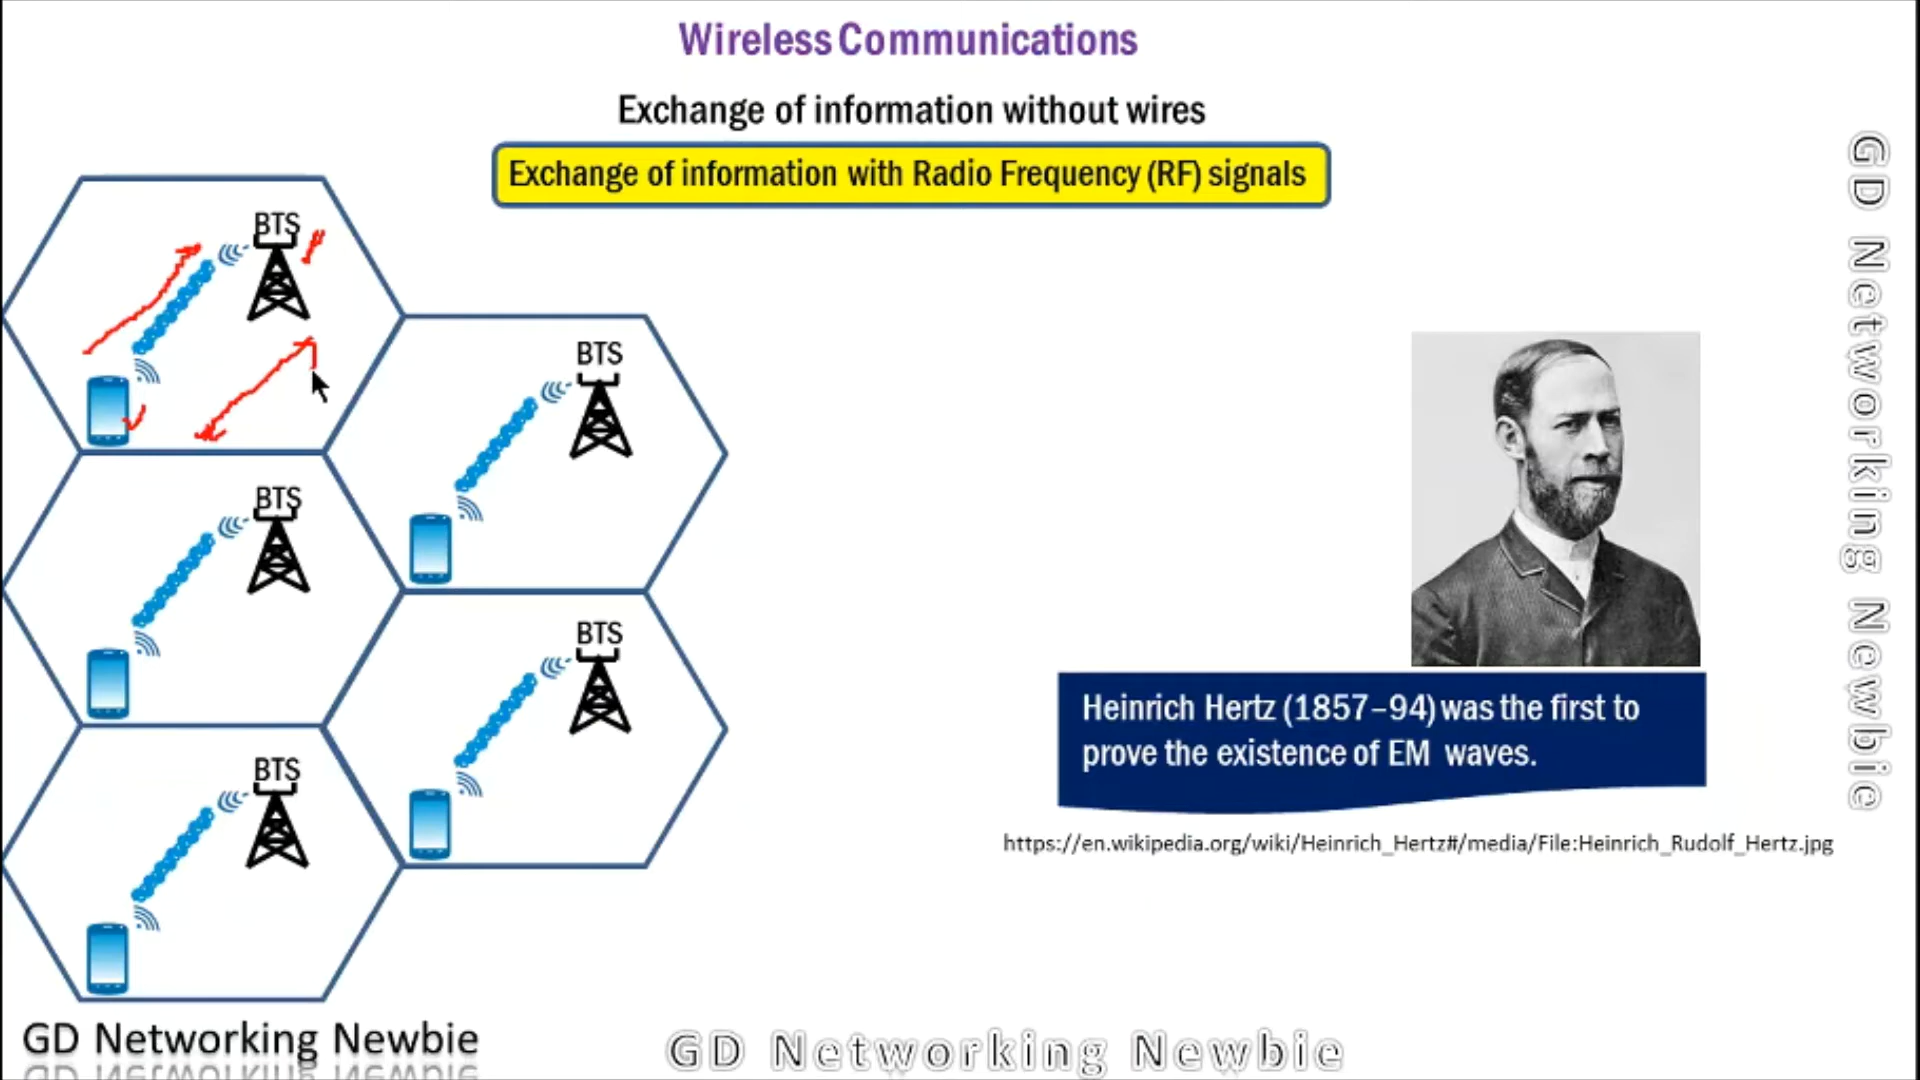 Wireless Communications
Exchange of information without wires
Exchange of information with Radio Frequency (RF) signals
BTS
BTS
BTS
BTS
BTS
Heinrich Hertz (1857–94) was the first to
prove the existence of EM waves.
https://en.wikipedia.org/wiki/Heinrich_Hertz#/media/File:Heinrich_Rudolf_Hertz.jpg
GD Networking Newbie
GD Networking Newbie
GD Networking Newbie